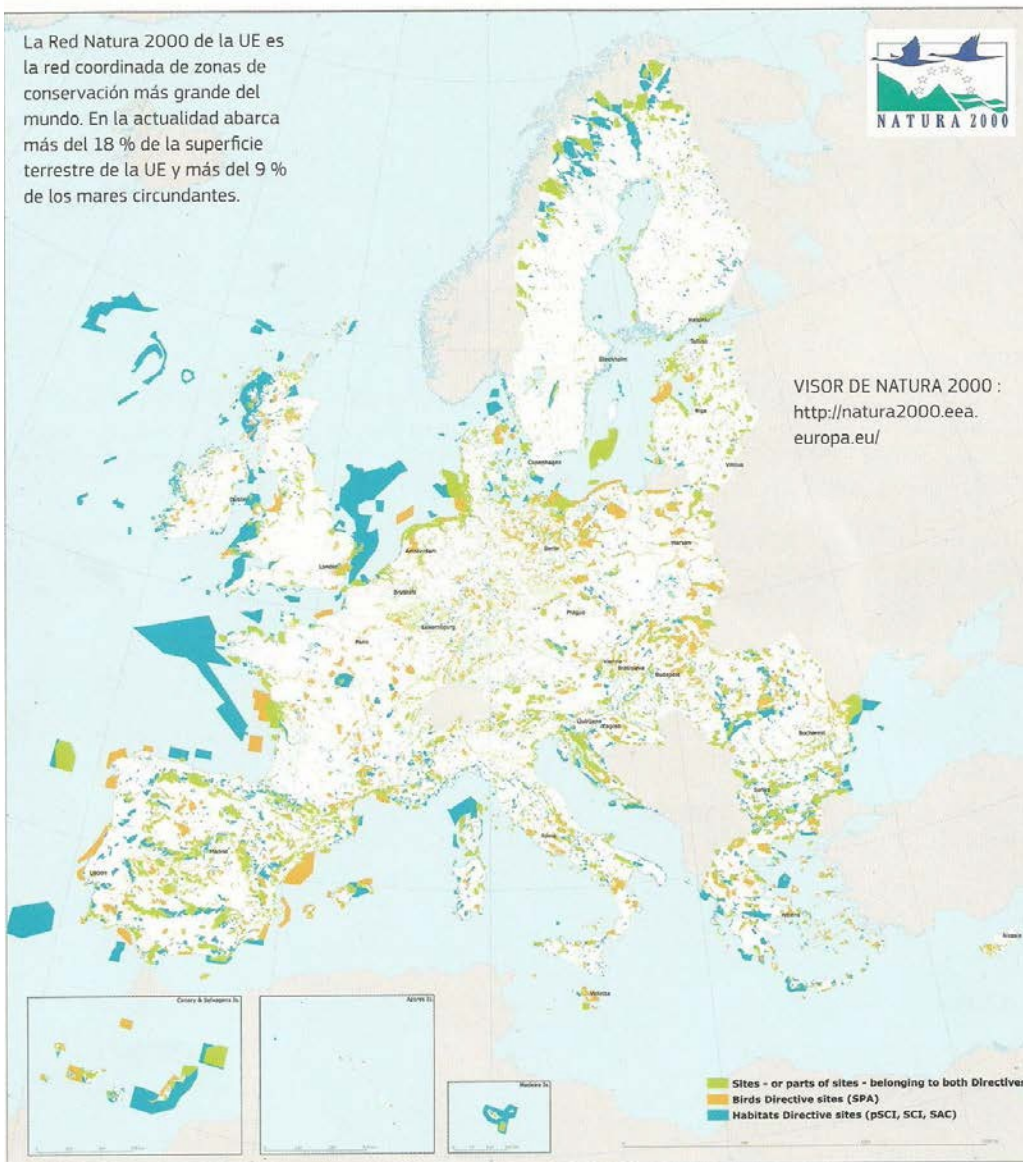 La Red Natura 2000 de la UE es
la red coordinada de zonas de
conservación más grande del
mundo. En la actualidad abarca
más del 18 % de la superficie
terrestre de la UE y más del 9 %
de los mares circundantes.
NATURA 2000
VISOR DE NATURA 2000 :
http://natura2000.eea.
europa.eu/
Helsinki
Tallinn
Stockholm
Riga
Copenhagen
Vilnius
Dublin
Amsterdam
Berlin
Warsaw
London
Brussels
Prague
Luxembourg
Paris
Vienna
Bratislava
Budapest
Ljubljana
Zagreb
Bucharest
Sofia
Rome
Madrid
Lisbon
Athens
Nicosia
Valletta
Canary & Selvagens Is.
Azores Is.
Madeira Is.
Sites - or parts of sites - belonging to both Directives
Birds Directive sites (SPA)
Habitats Directive sites (pSCI, SCI, SAC)